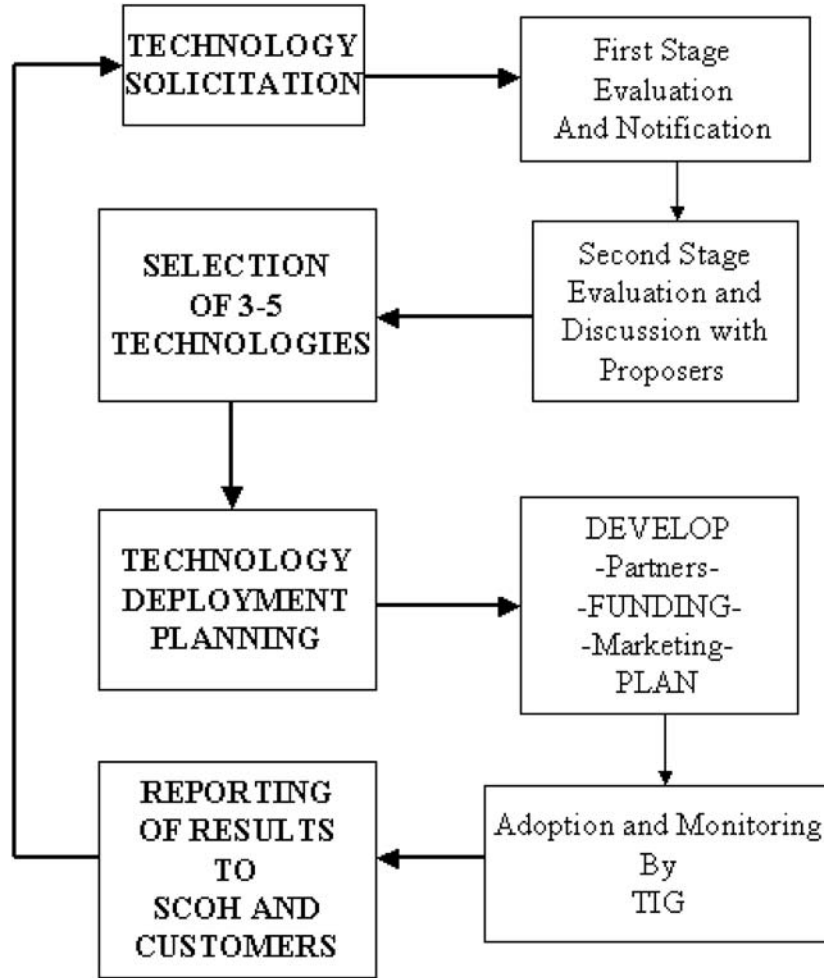 TECHNOLOGY
SOLICITATION
First Stage
Evaluation
And Notification
Second Stage
Evaluation and
Discussion with
Proposers
SELECTION
OF 3-5
TECHNOLOGIES
TECHNOLOGY
DEPLOYMENT
PLANNING
DEVELOP
-Partners-
-FUNDING-
-Marketing-
PLAN
Adoption and Monitoring
By
TIG
REPORTING
OF RESULTS
TO
SCOH AND
CUSTOMERS